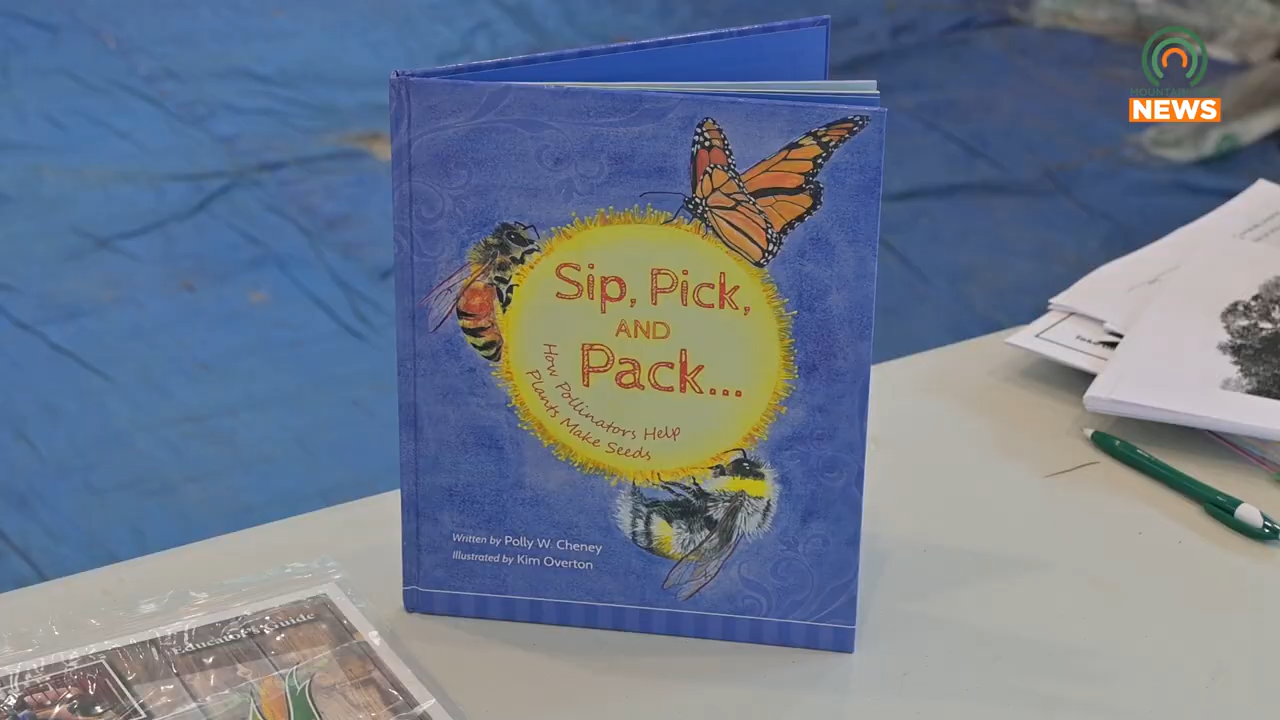 MOUNTAIN
NEWS
Sip, Pick,
AND
Pack...
How Pollinators Help
Plants Make Seeds
Written by Polly W. Cheney
Illustrated by Kim Overton
Educator's Guide